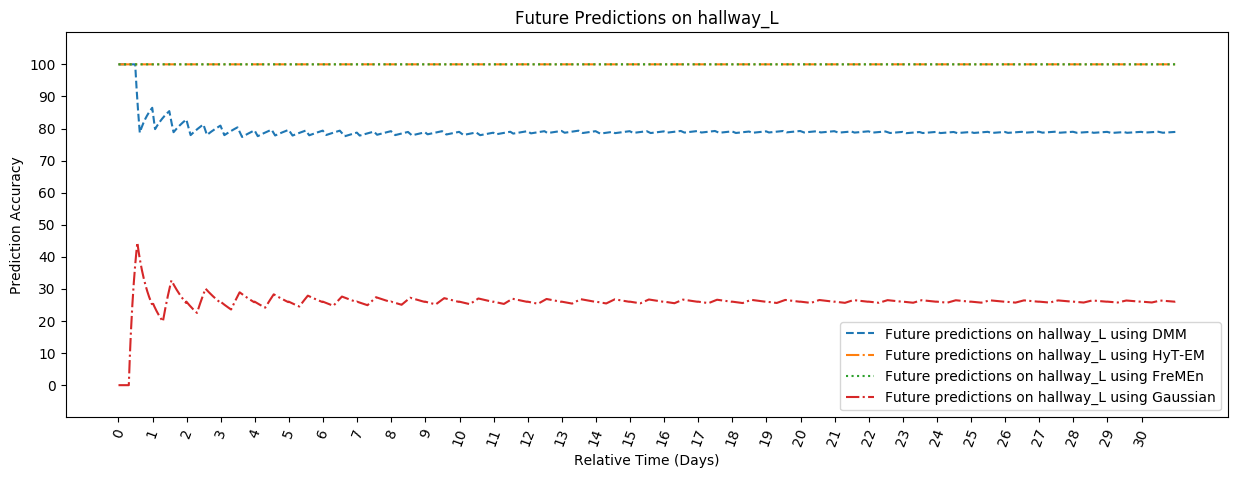 Future Predictions on hallway_L
Prediction Accuracy
100
90
80
70
60
50
40
30
20
10
0
Future predictions on hallway_L using DMM
Future predictions on hallway_L using HyT-EM
Future predictions on hallway_L using FreMEn
Future predictions on hallway_L using Gaussian
0 1 2 3 4 5 6 7 8 9 10 11 12 13 14 15 16 17 18 19 20 21 22 23 24 25 26 27 28 29 30
Relative Time (Days)